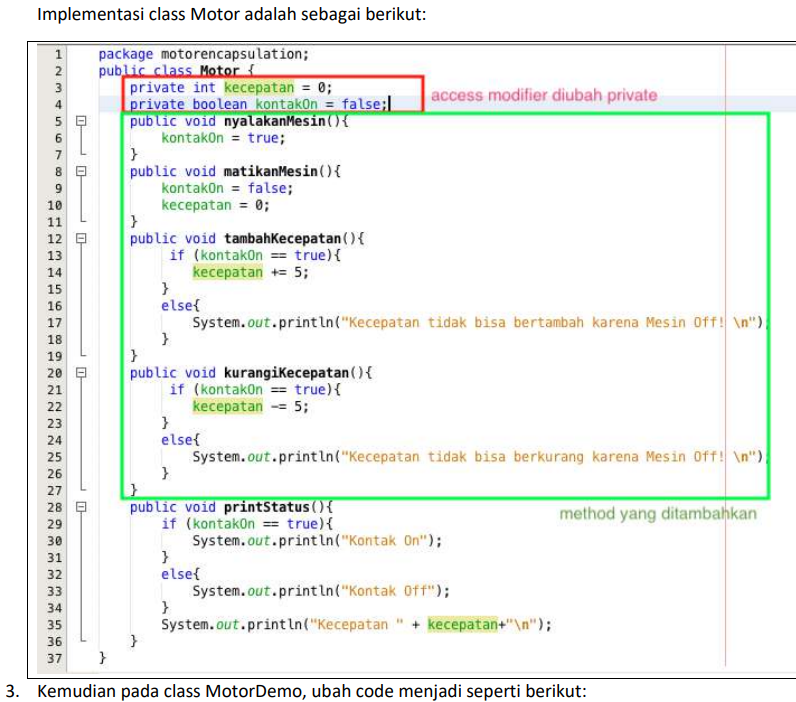 Implementasi class Motor adalah sebagai berikut:
1 package motorencapsulation;
2 public class Motor {
3 private int kecepatan = 0;
4 private boolean kontakOn = false;
access modifier diubah private
5 public void nyalakanMesin(){
6 kontakOn = true;
7 }
8 public void matikanMesin(){
9 kontakOn = false;
10 kecepatan = 0;
11 }
12 public void tambahKecepatan(){
13 if (kontakOn == true){
14 kecepatan += 5;
15 }
16 else{
17 System.out.println("Kecepatan tidak bisa bertambah karena Mesin Off! \n");
18 }
19 }
20 public void kurangiKecepatan(){
21 if (kontakOn == true){
22 kecepatan -= 5;
23 }
24 else{
25 System.out.println("Kecepatan tidak bisa berkurang karena Mesin Off! \n");
26 }
27 }
28 public void printStatus(){
method yang ditambahkan
29 if (kontakOn == true){
30 System.out.println("Kontak On");
31 }
32 else{
33 System.out.println("Kontak Off");
34 }
35 System.out.println("Kecepatan " + kecepatan+"\n");
36 }
37 }
3. Kemudian pada class MotorDemo, ubah code menjadi seperti berikut: